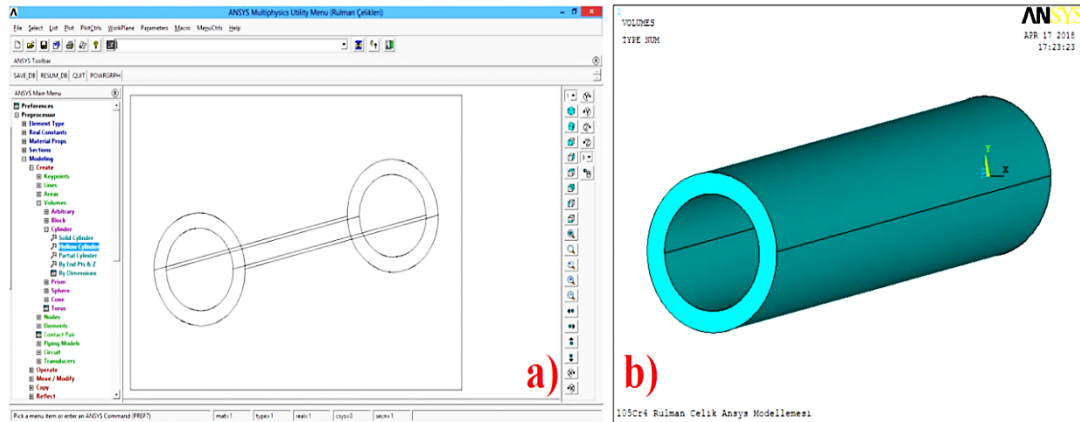 ANSYS Multiphysics Utility Menu (Rulman Çelikleri)
File Select List Plot PlotCtrls WorkPlane Parameters Macro MenuCtrls Help
ANSYS Toolbar
SAVE_DB RESUM_DB QUIT POWRGRPH
ANSYS Main Menu
Preferences
Preprocessor
Element Type
Real Constants
Material Props
Sections
Modeling
Create
Keypoints
Lines
Areas
Volumes
Arbitrary
Block
Cylinder
Solid Cylinder
Hollow Cylinder
Partial Cylinder
By End Pts & Z
By Dimensions
Prism
Sphere
Cone
Torus
Nodes
Elements
Contact Pair
Piping Models
Circuit
Transducers
Operate
Move / Modify
Copy
Reflect
a)
Pick a menu item or enter an ANSYS Command (PREP7)
mat=1 type=1 real=1 csys=0 secn=1
1
VOLUMES
TYPE NUM
ANSYS
APR 17 2018
17:23:23
Y
X
b)
105Cr4 Rulman Celik Ansys Modellemesi